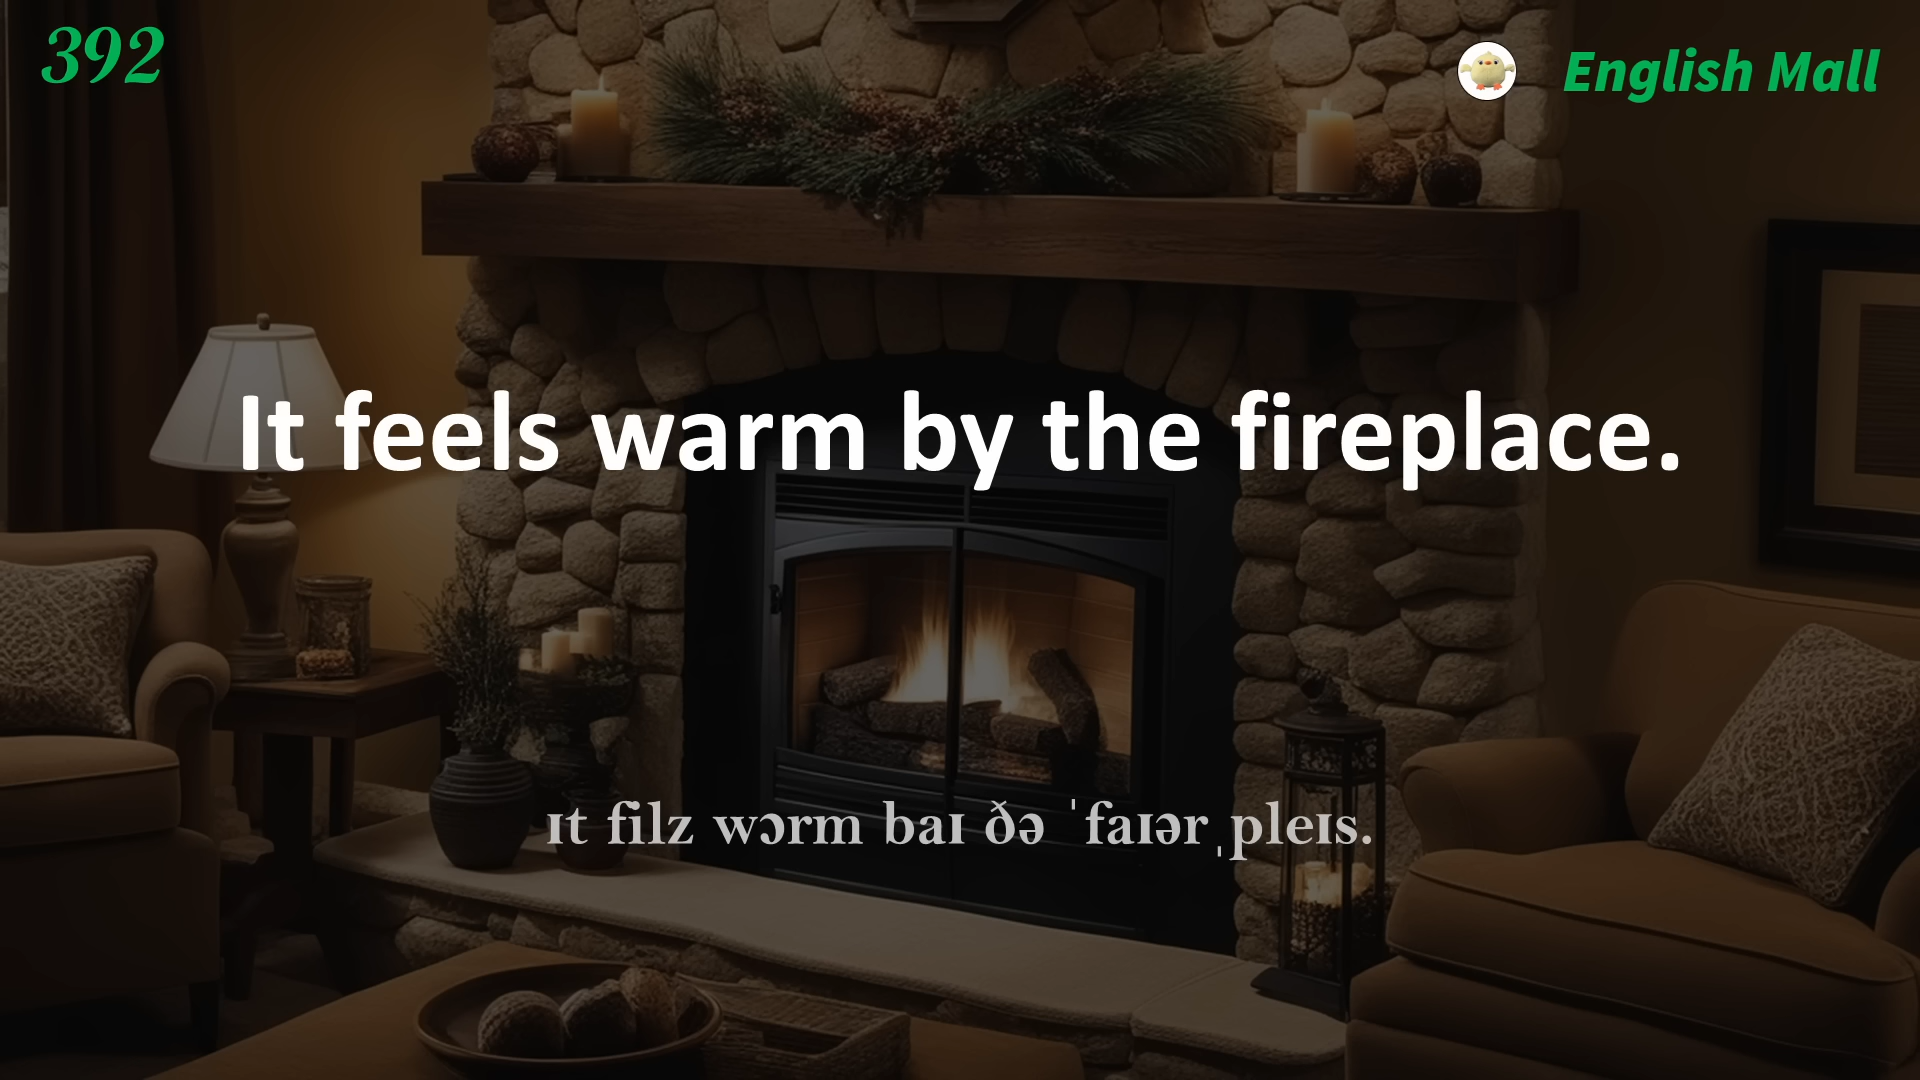 392
English Mall
It feels warm by the fireplace.
ɪt filz wɔrm baɪ ðə ˈfaɪərˌpleɪs.